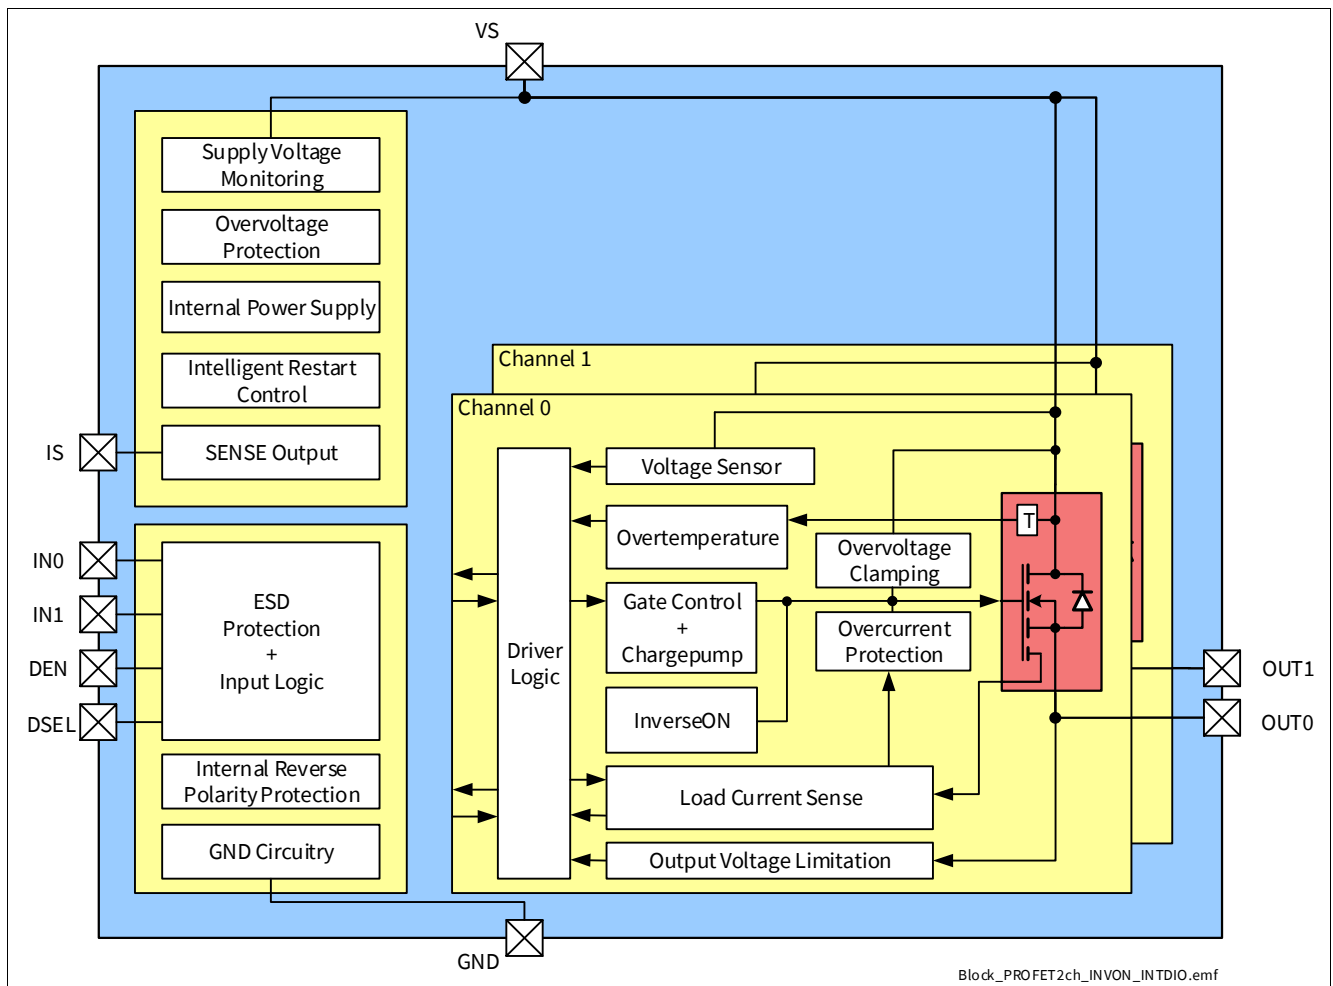 VS
Supply Voltage
Monitoring
Overvoltage
Protection
Internal Power Supply
Intelligent Restart
Control
SENSE Output
IS
IN0
IN1
DEN
DSEL
ESD
Protection
+
Input Logic
Internal Reverse
Polarity Protection
GND Circuitry
GND
Channel 1
Channel 0
Driver
Logic
Voltage Sensor
Overtemperature
T
Overvoltage
Clamping
Gate Control
+
Chargepump
Overcurrent
Protection
InverseON
Load Current Sense
Output Voltage Limitation
OUT1
OUT0
Block_PROFET2ch_INVON_INTDIO.emf